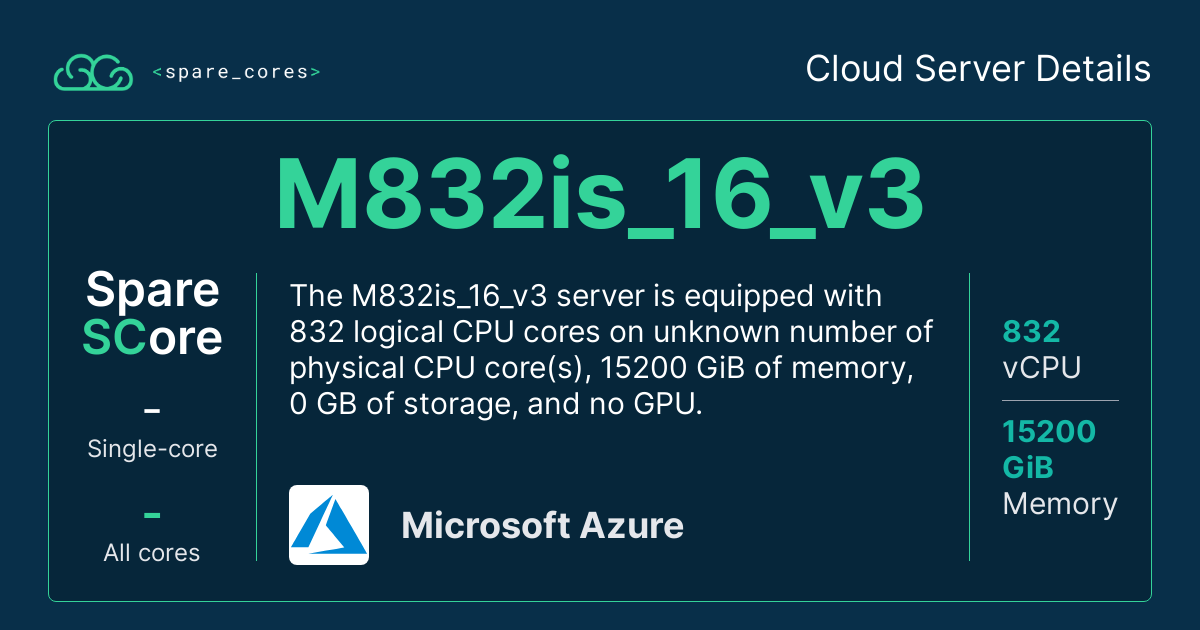 <spare_cores>
Cloud Server Details
M832is_16_v3
Spare
SCore
–
Single-core
–
All cores
The M832is_16_v3 server is equipped with
832 logical CPU cores on unknown number of
physical CPU core(s), 15200 GiB of memory,
0 GB of storage, and no GPU.
Microsoft Azure
832
vCPU
15200
GiB
Memory